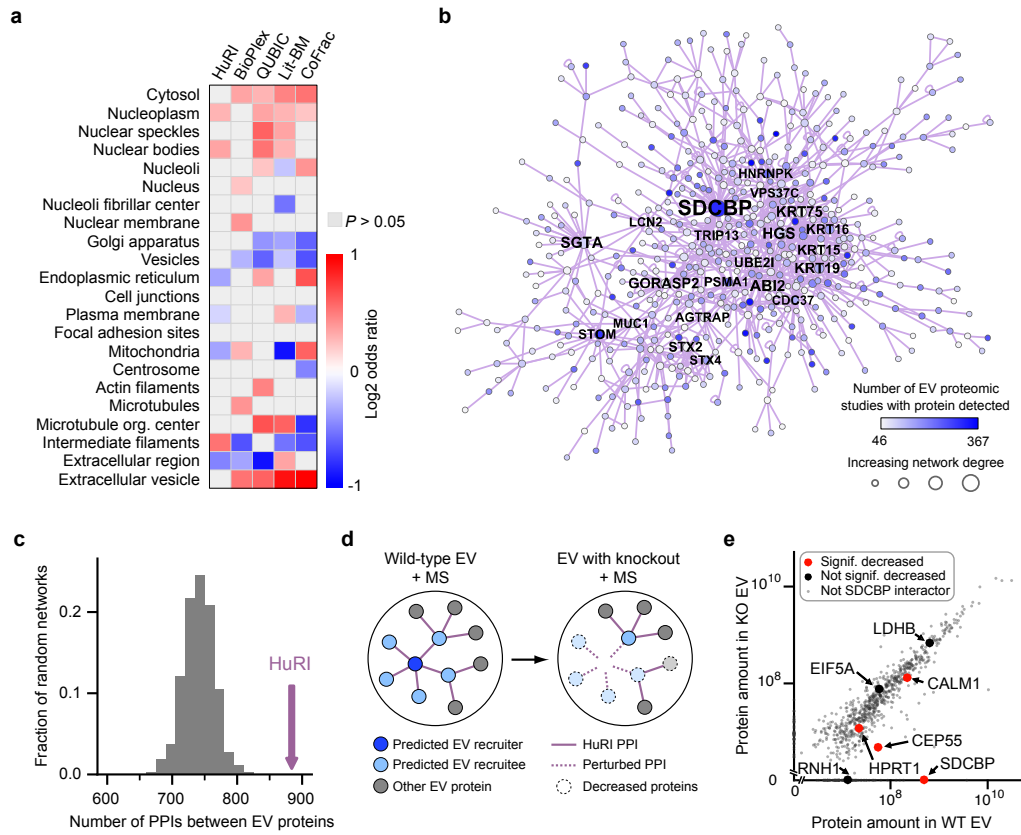 a
HuRI
BioPlex
QUBIC
Lit-BM
CoFrac
Cytosol
Nucleoplasm
Nuclear speckles
Nuclear bodies
Nucleoli
Nucleus
Nucleoli fibrillar center
Nuclear membrane
Golgi apparatus
Vesicles
Endoplasmic reticulum
Cell junctions
Plasma membrane
Focal adhesion sites
Mitochondria
Centrosome
Actin filaments
Microtubules
Microtubule org. center
Intermediate filaments
Extracellular region
Extracellular vesicle
P > 0.05
1
0
-1
Log2 odds ratio
b
HNRNPK
VPS37C
SDCBP
KRT75
LCN2
TRIP13
HGS
KRT16
SGTA
KRT15
UBE2I
KRT19
GORASP2
PSMA1
ABI2
CDC37
AGTRAP
MUC1
STOM
STX2
STX4
Number of EV proteomic
studies with protein detected
46
367
Increasing network degree
c
Fraction of random networks
0.2
0.1
0.0
HuRI
600
700
800
900
Number of PPIs between EV proteins
d
Wild-type EV
+ MS
EV with knockout
+ MS
Predicted EV recruiter
Predicted EV recruitee
Other EV protein
HuRI PPI
Perturbed PPI
Decreased proteins
e
Protein amount in KO EV
10^10
10^8
0
Signif. decreased
Not signif. decreased
Not SDCBP interactor
LDHB
EIF5A
CALM1
CEP55
RNH1
HPRT1
SDCBP
0
10^8
10^10
Protein amount in WT EV